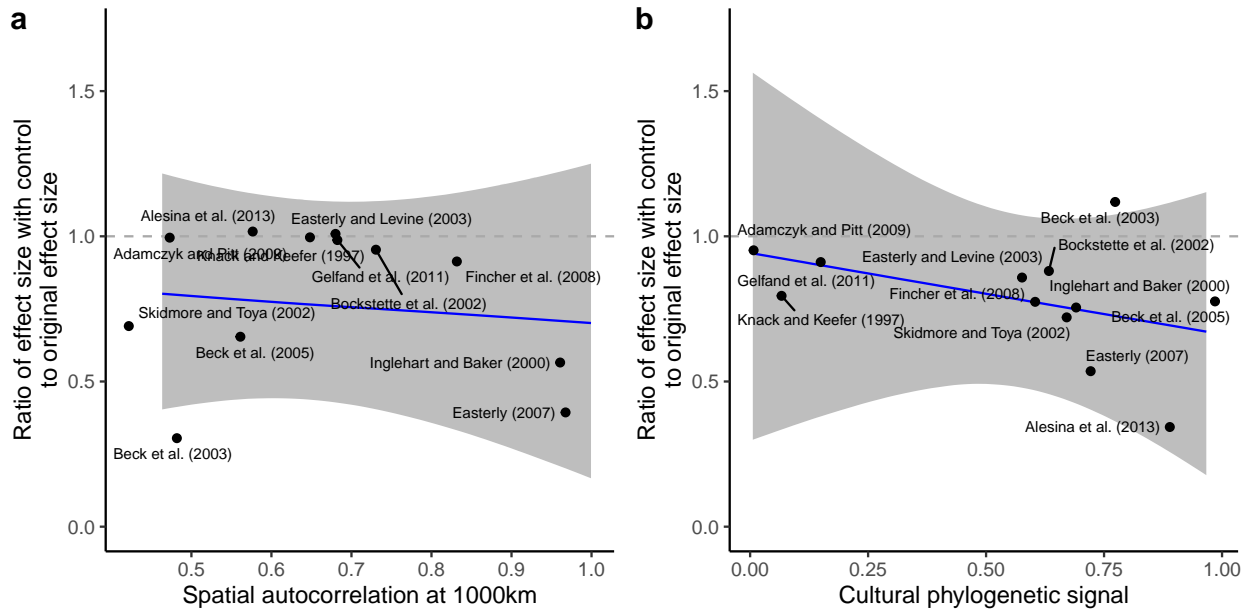 a
Ratio of effect size with control
to original effect size
1.5
1.0
0.5
0.0
Alesina et al. (2013)
Easterly and Levine (2003)
Adamczyk and Pitt (2009)
Knack and Keefer (1997)
Gelfand et al. (2011)
Fincher et al. (2008)
Bockstette et al. (2002)
Skidmore and Toya (2002)
Beck et al. (2005)
Inglehart and Baker (2000)
Easterly (2007)
Beck et al. (2003)
0.5
0.6
0.7
0.8
0.9
1.0
Spatial autocorrelation at 1000km
b
Ratio of effect size with control
to original effect size
1.5
1.0
0.5
0.0
Beck et al. (2003)
Adamczyk and Pitt (2009)
Bockstette et al. (2002)
Easterly and Levine (2003)
Gelfand et al. (2011)
Inglehart and Baker (2000)
Fincher et al. (2008)
Knack and Keefer (1997)
Beck et al. (2005)
Skidmore and Toya (2002)
Easterly (2007)
Alesina et al. (2013)
0.00
0.25
0.50
0.75
1.00
Cultural phylogenetic signal